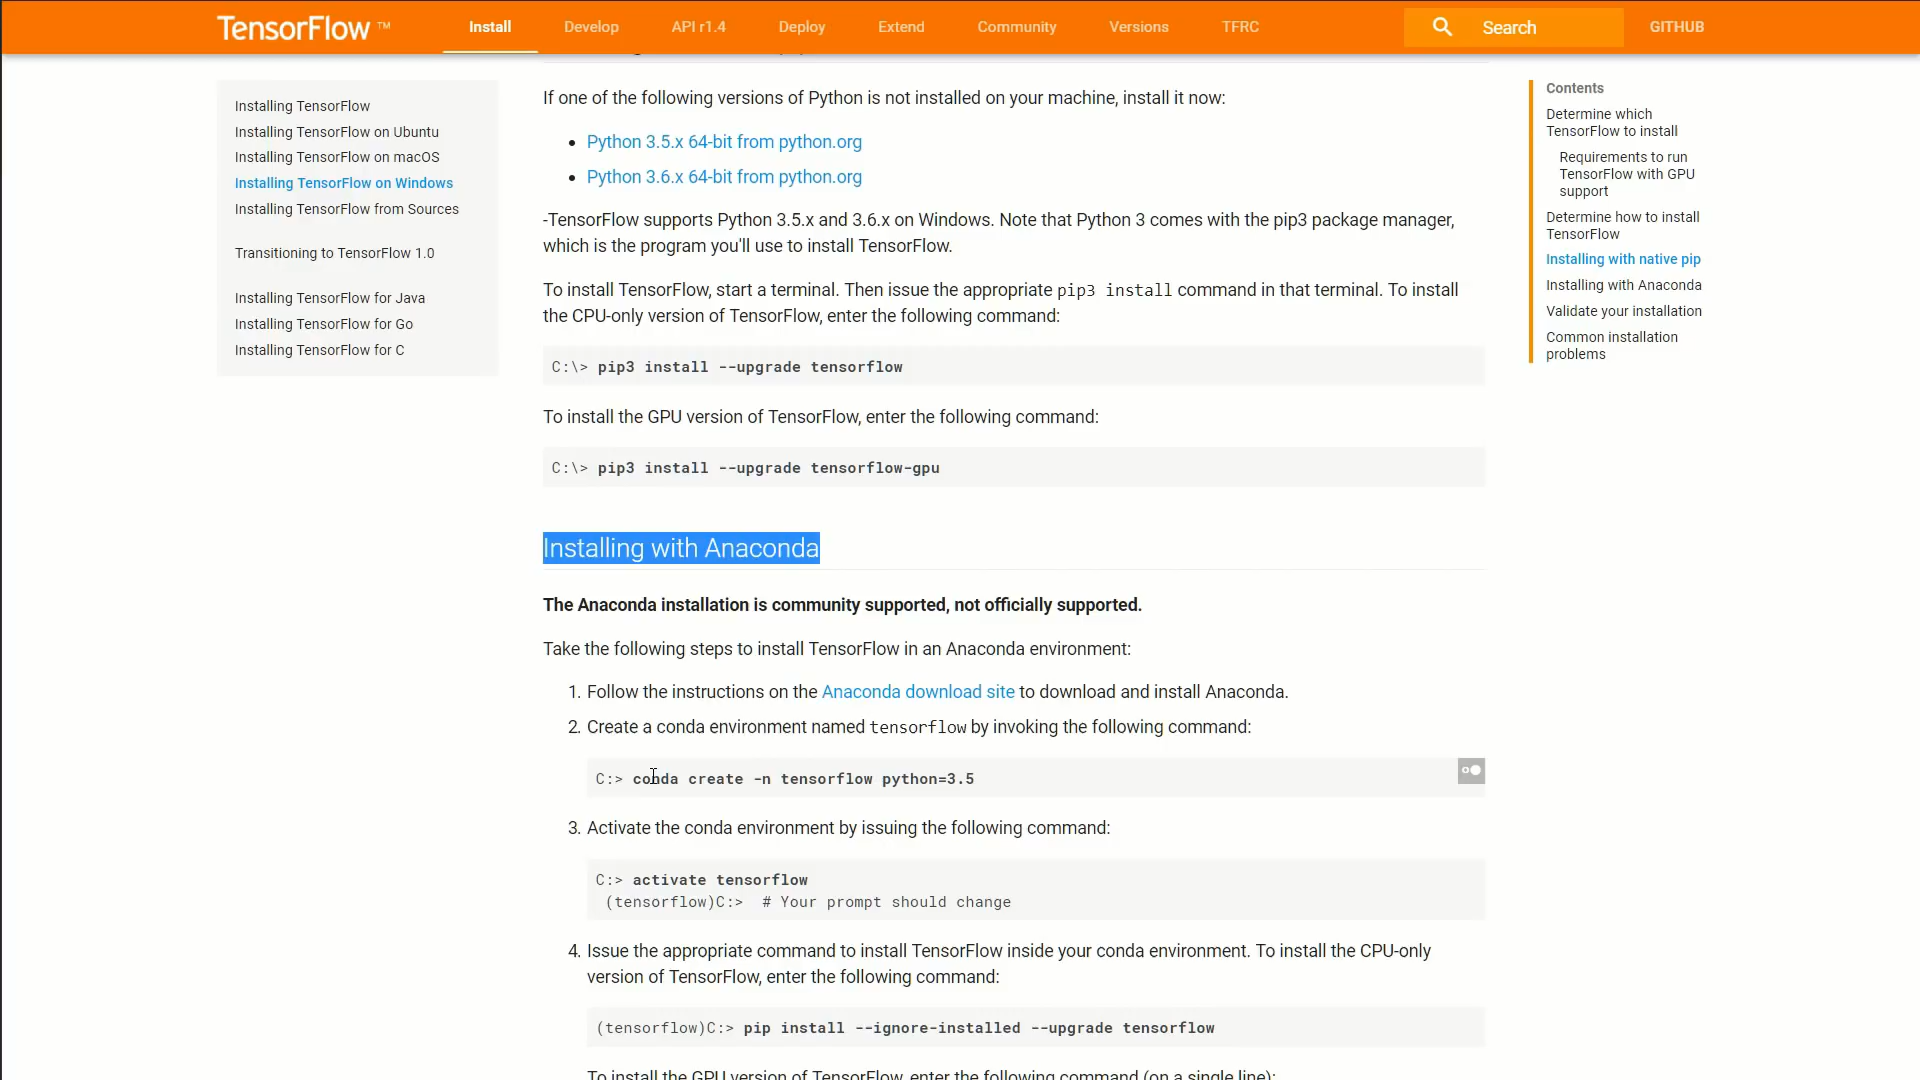 TensorFlow ™
Install
Develop
API r1.4
Deploy
Extend
Community
Versions
TFRC
Search
GITHUB
Installing TensorFlow
Installing TensorFlow on Ubuntu
Installing TensorFlow on macOS
Installing TensorFlow on Windows
Installing TensorFlow from Sources
Transitioning to TensorFlow 1.0
Installing TensorFlow for Java
Installing TensorFlow for Go
Installing TensorFlow for C
If one of the following versions of Python is not installed on your machine, install it now:
• Python 3.5.x 64-bit from python.org
• Python 3.6.x 64-bit from python.org
-TensorFlow supports Python 3.5.x and 3.6.x on Windows. Note that Python 3 comes with the pip3 package manager,
which is the program you'll use to install TensorFlow.
To install TensorFlow, start a terminal. Then issue the appropriate pip3 install command in that terminal. To install
the CPU-only version of TensorFlow, enter the following command:
C:\> pip3 install --upgrade tensorflow
To install the GPU version of TensorFlow, enter the following command:
C:\> pip3 install --upgrade tensorflow-gpu
Installing with Anaconda
The Anaconda installation is community supported, not officially supported.
Take the following steps to install TensorFlow in an Anaconda environment:
1. Follow the instructions on the Anaconda download site to download and install Anaconda.
2. Create a conda environment named tensorflow by invoking the following command:
C:> conda create -n tensorflow python=3.5
3. Activate the conda environment by issuing the following command:
C:> activate tensorflow
(tensorflow)C:> # Your prompt should change
4. Issue the appropriate command to install TensorFlow inside your conda environment. To install the CPU-only
version of TensorFlow, enter the following command:
(tensorflow)C:> pip install --ignore-installed --upgrade tensorflow
To install the GPU version of TensorFlow, enter the following command (on a single line):
Contents
Determine which
TensorFlow to install
Requirements to run
TensorFlow with GPU
support
Determine how to install
TensorFlow
Installing with native pip
Installing with Anaconda
Validate your installation
Common installation
problems